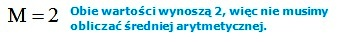 M = 2
Obie wartości wynoszą 2, więc nie musimy
obliczać średniej arytmetycznej.